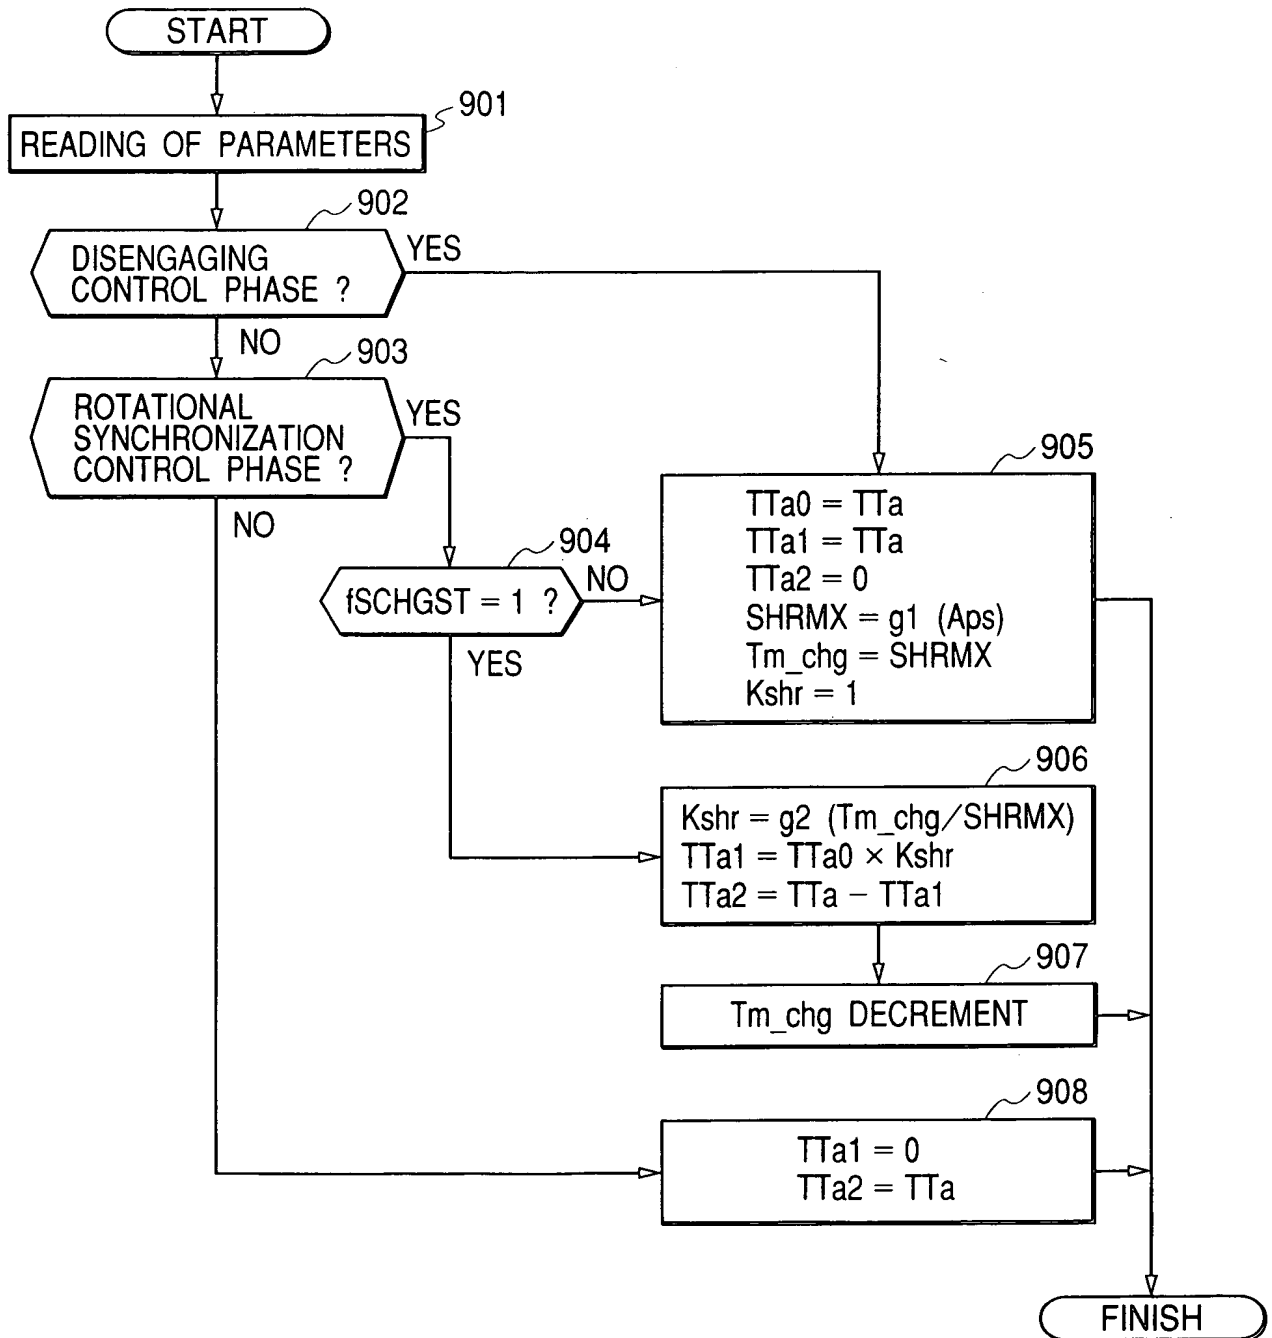 START
901
READING OF PARAMETERS
902
DISENGAGING
CONTROL PHASE ?
YES
NO
903
ROTATIONAL
SYNCHRONIZATION
CONTROL PHASE ?
YES
NO
904
fSCHGST = 1 ?
NO
YES
905
TTa0 = TTa
TTa1 = TTa
TTa2 = 0
SHRMX = g1 (Aps)
Tm_chg = SHRMX
Kshr = 1
906
Kshr = g2 (Tm_chg/SHRMX)
TTa1 = TTa0 × Kshr
TTa2 = TTa − TTa1
907
Tm_chg DECREMENT
908
TTa1 = 0
TTa2 = TTa
FINISH